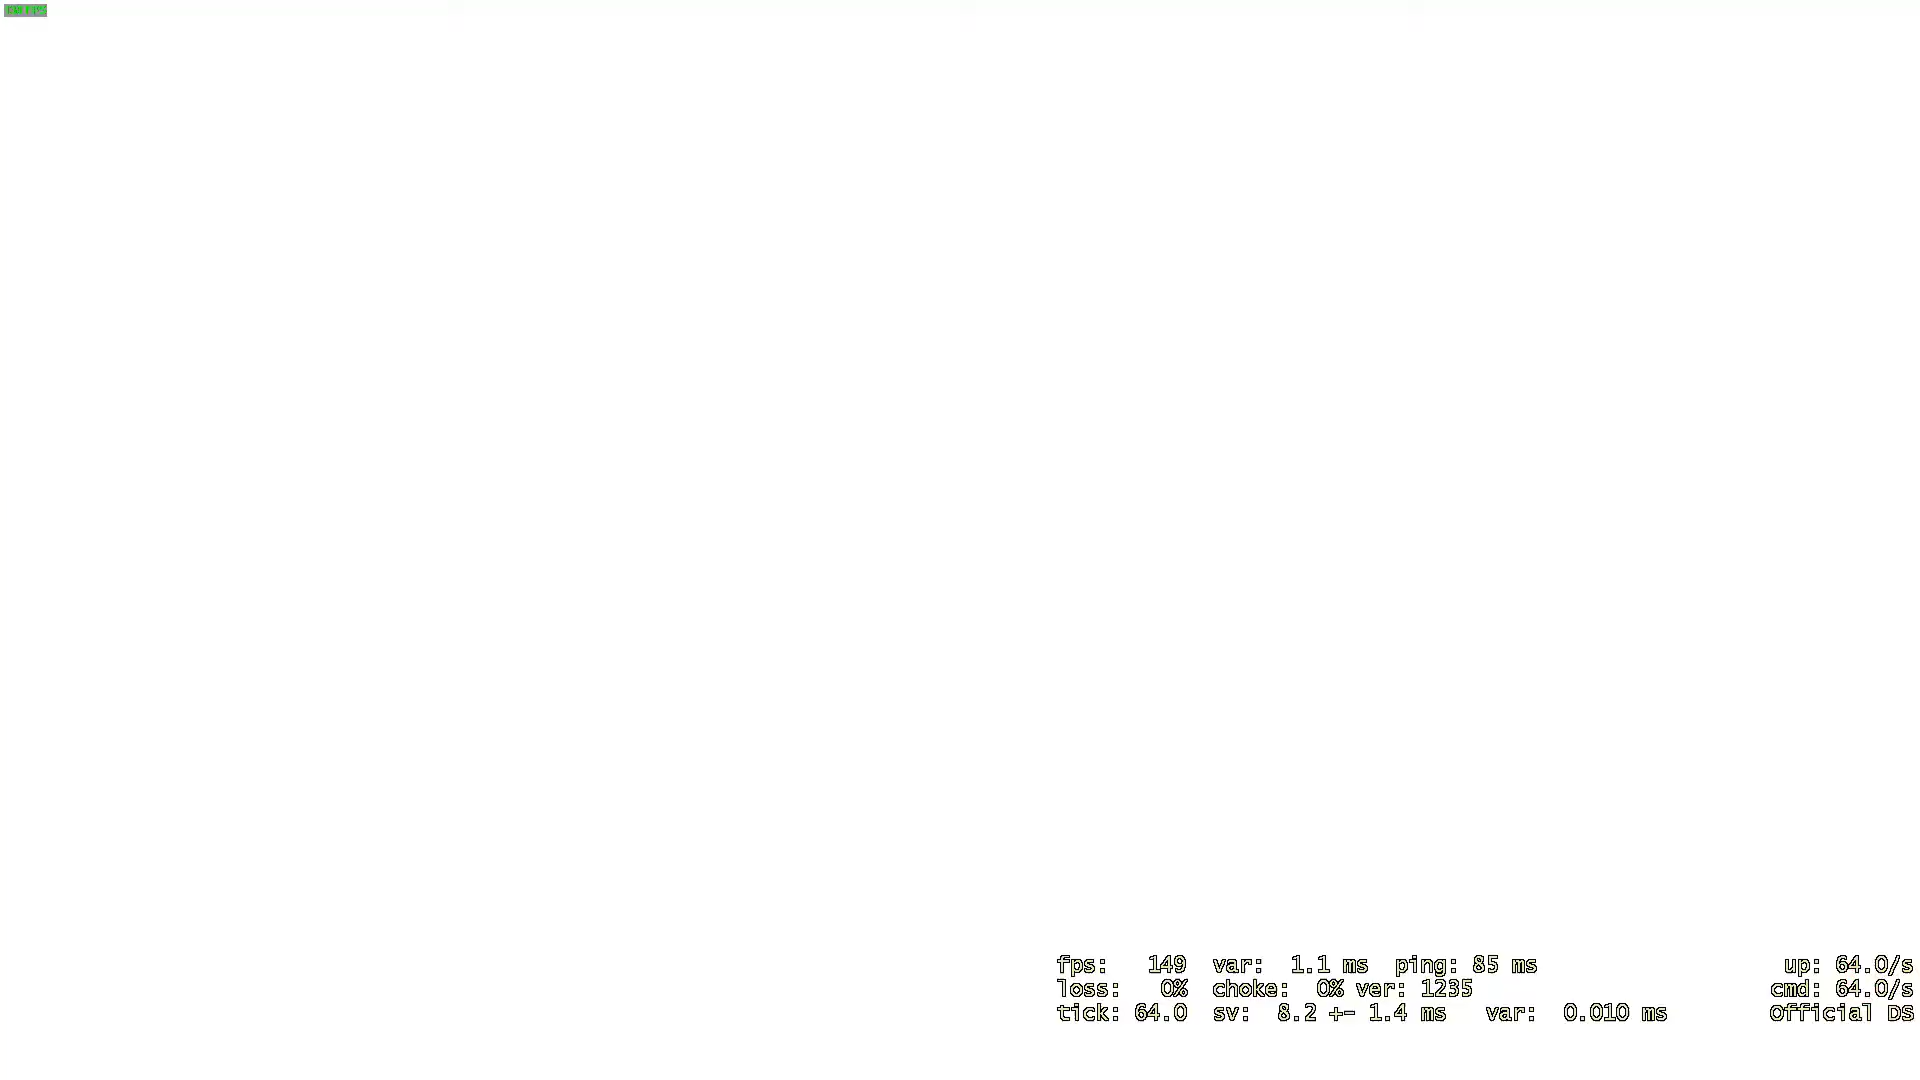 fps: 149 var: 1.1 ms ping: 85 ms up: 64.0/s
loss: 0% choke: 0% ver: 1235 cmd: 64.0/s
tick: 64.0 sv: 8.2 +- 1.4 ms var: 0.010 ms Official DS